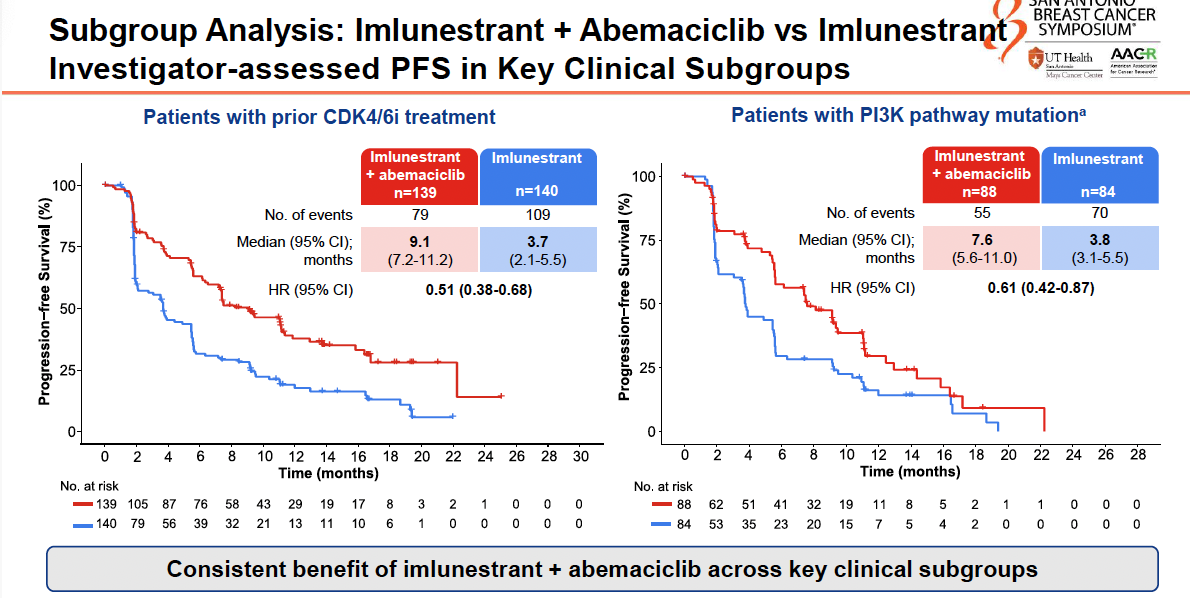 Subgroup Analysis: Imlunestrant + Abemaciclib vs Imlunestrant
Investigator-assessed PFS in Key Clinical Subgroups
SAN ANTONIO
BREAST CANCER
SYMPOSIUM®
UT Health
San Antonio
Mays Cancer Center
AACR
American Association
for Cancer Research®
Patients with prior CDK4/6i treatment
Imlunestrant + abemaciclib n=139
Imlunestrant n=140
No. of events 79 109
Median (95% CI); months 9.1 (7.2-11.2) 3.7 (2.1-5.5)
HR (95% CI) 0.51 (0.38-0.68)
Progression–free Survival (%)
100
75
50
25
0
0 2 4 6 8 10 12 14 16 18 20 22 24 26 28 30
Time (months)
No. at risk
139 105 87 76 58 43 29 19 17 8 3 2 1 0 0 0
140 79 56 39 32 21 13 11 10 6 1 0 0 0 0 0
Patients with PI3K pathway mutationa
Imlunestrant + abemaciclib n=88
Imlunestrant n=84
No. of events 55 70
Median (95% CI); months 7.6 (5.6-11.0) 3.8 (3.1-5.5)
HR (95% CI) 0.61 (0.42-0.87)
Progression–free Survival (%)
100
75
50
25
0
0 2 4 6 8 10 12 14 16 18 20 22 24 26 28
Time (months)
No. at risk
88 62 51 41 32 19 11 8 5 2 1 1 0 0 0
84 53 35 23 20 15 7 5 4 2 0 0 0 0 0
Consistent benefit of imlunestrant + abemaciclib across key clinical subgroups